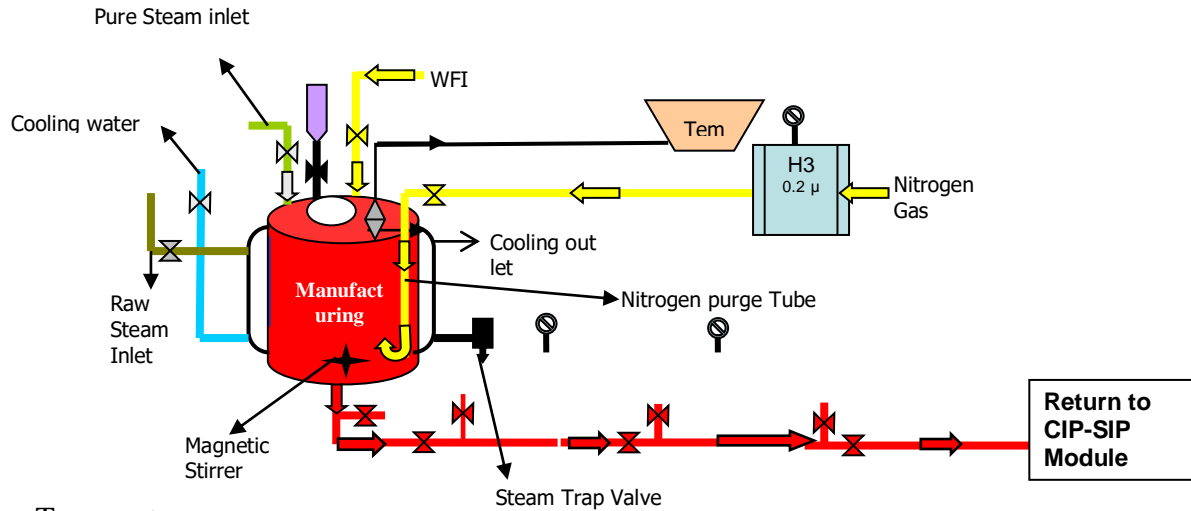 Pure Steam inlet
WFI
Cooling water
Tem
H3
0.2 µ
Nitrogen
Gas
Cooling out
let
Manufact
uring
Nitrogen purge Tube
Raw
Steam
Inlet
Return to
CIP-SIP
Module
Magnetic
Stirrer
Steam Trap Valve